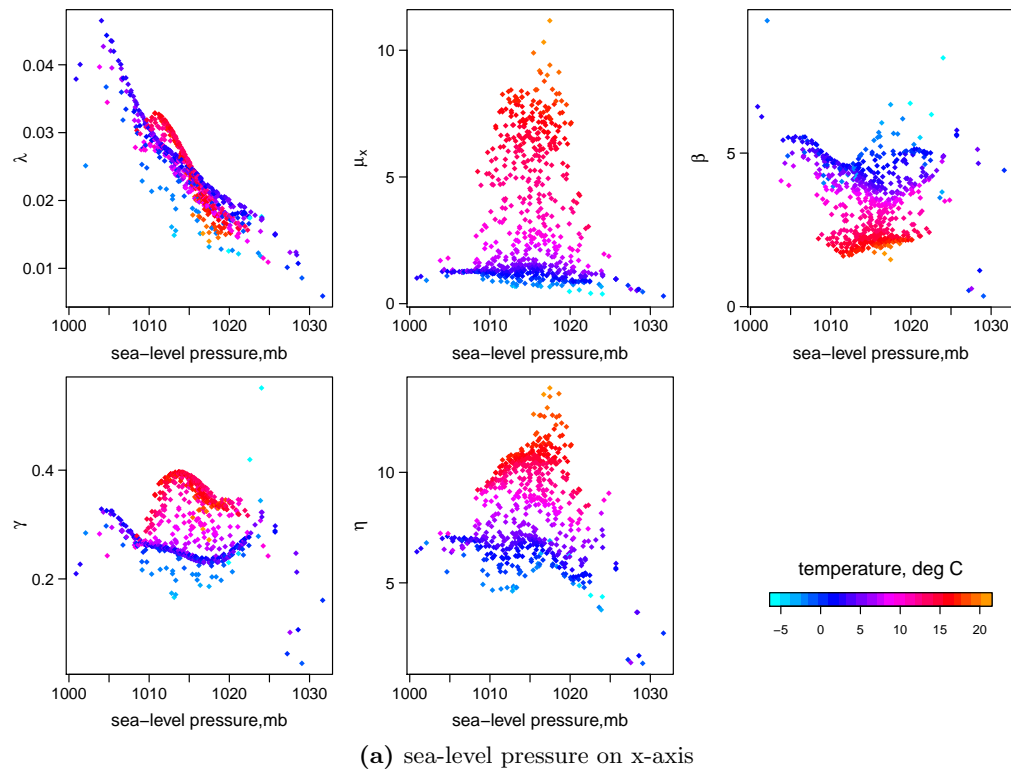 0.04
0.03
0.02
0.01
λ
1000 1010 1020 1030
sea−level pressure,mb
10
5
0
μx
1000 1010 1020 1030
sea−level pressure,mb
5
0
β
1000 1010 1020 1030
sea−level pressure,mb
0.4
0.2
γ
1000 1010 1020 1030
sea−level pressure,mb
10
5
η
1000 1010 1020 1030
sea−level pressure,mb
temperature, deg C
−5 0 5 10 15 20
(a) sea-level pressure on x-axis